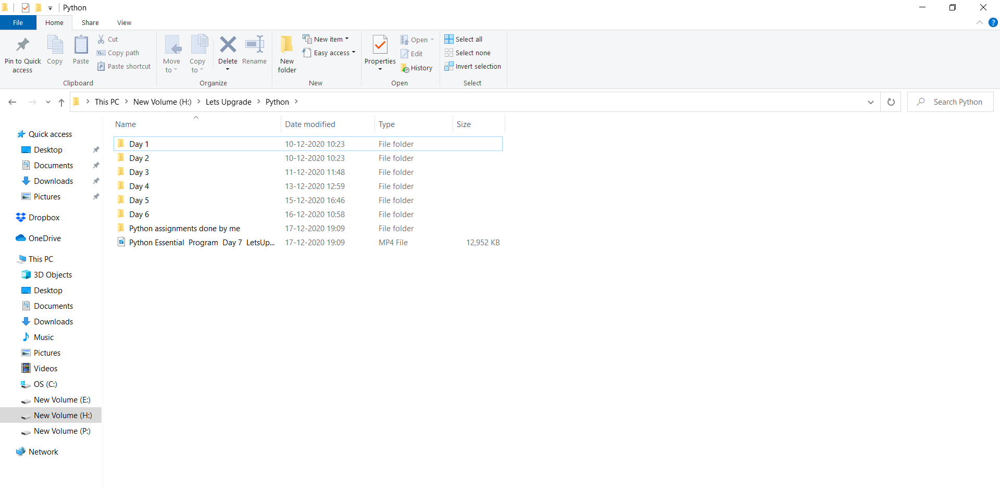 Python
File Home Share View
Pin to Quick access
Copy
Paste
Cut
Copy path
Paste shortcut
Clipboard
Move to
Copy to
Delete
Rename
Organize
New folder
New item
Easy access
New
Properties
Open
Edit
History
Open
Select all
Select none
Invert selection
Select
This PC New Volume (H:) Lets Upgrade Python
Search Python
Quick access
Desktop
Documents
Downloads
Pictures
Dropbox
OneDrive
This PC
3D Objects
Desktop
Documents
Downloads
Music
Pictures
Videos
OS (C:)
New Volume (E:)
New Volume (H:)
New Volume (P:)
Network
Name Date modified Type Size
Day 1 10-12-2020 10:23 File folder
Day 2 10-12-2020 10:23 File folder
Day 3 11-12-2020 11:48 File folder
Day 4 13-12-2020 12:59 File folder
Day 5 15-12-2020 16:46 File folder
Day 6 16-12-2020 10:58 File folder
Python assignments done by me 17-12-2020 19:09 File folder
Python Essential Program Day 7 LetsUp... 17-12-2020 19:09 MP4 File 12,952 KB